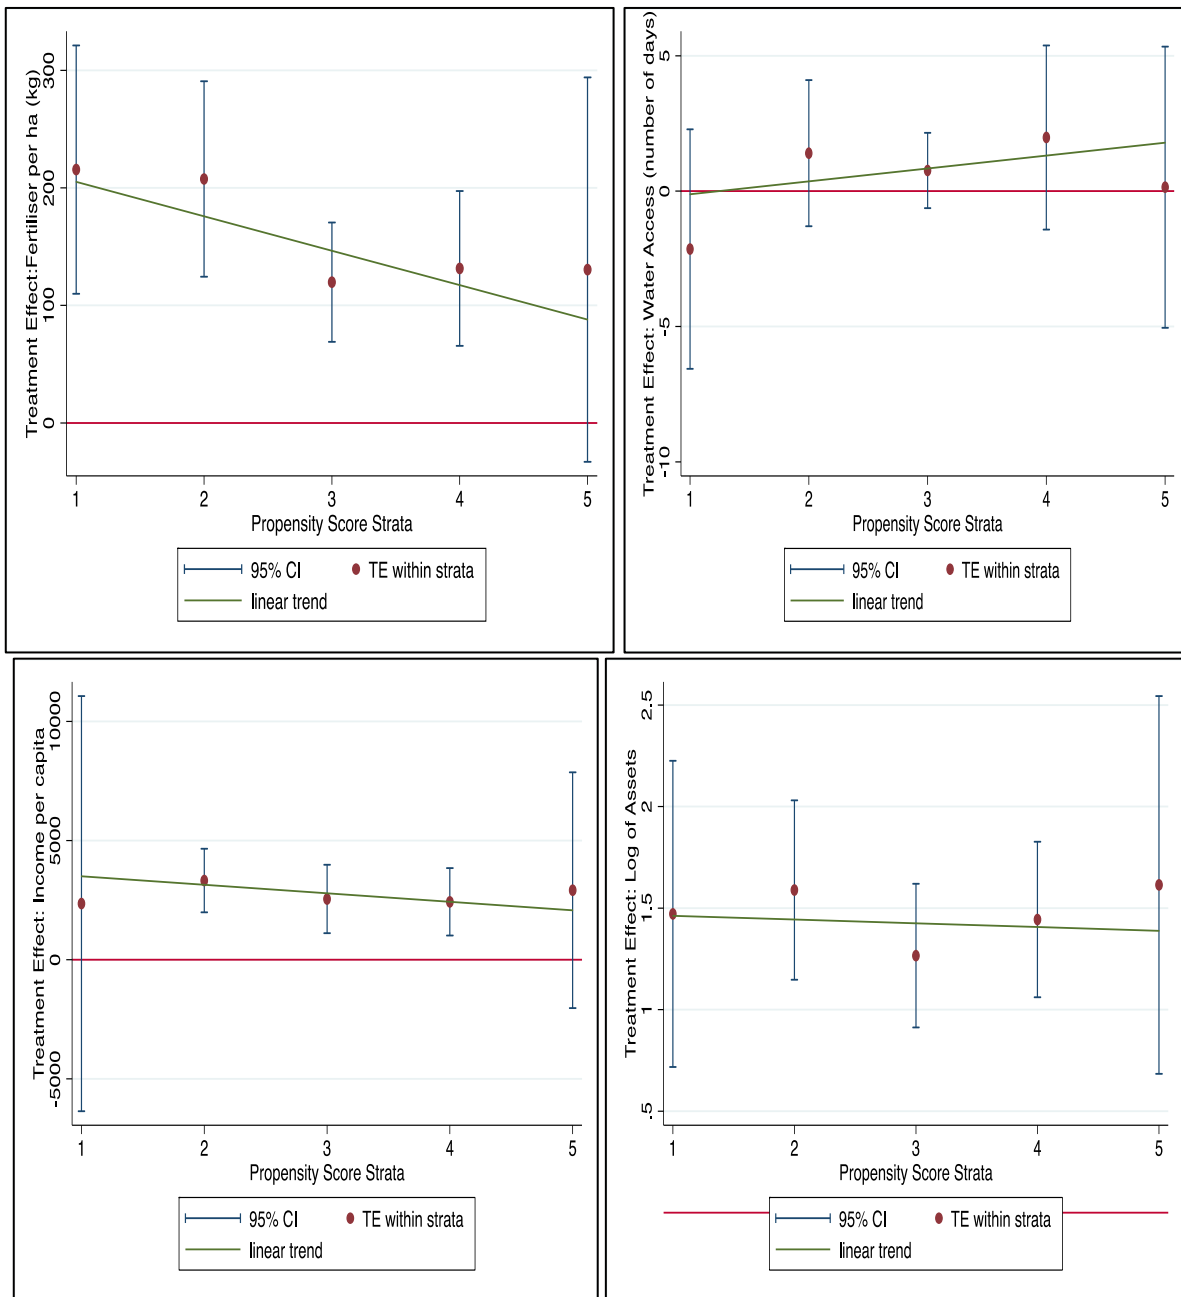 Treatment Effect:Fertiliser per ha (kg)
300
200
100
0
1 2 3 4 5
Propensity Score Strata
95% CI TE within strata
linear trend
Treatment Effect: Water Access (number of days)
5
0
-5
-10
1 2 3 4 5
Propensity Score Strata
95% CI TE within strata
linear trend
Treatment Effect: Income per capita
10000
5000
0
-5000
1 2 3 4 5
Propensity Score Strata
95% CI TE within strata
linear trend
Treatment Effect: Log of Assets
2.5
2
1.5
1
.5
1 2 3 4 5
Propensity Score Strata
95% CI TE within strata
linear trend